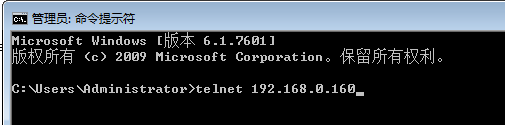 管理员: 命令提示符
Microsoft Windows [版本 6.1.7601]
版权所有 (c) 2009 Microsoft Corporation。保留所有权利。
C:\Users\Administrator>telnet 192.168.0.160